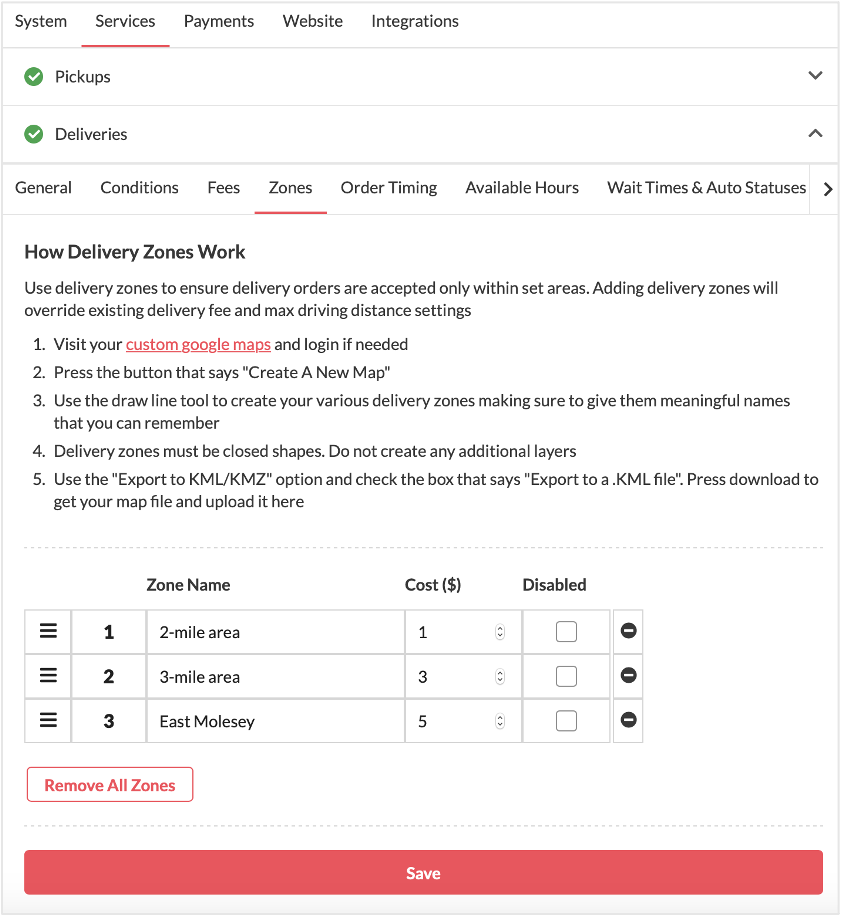 System Services Payments Website Integrations
Pickups
Deliveries
General Conditions Fees Zones Order Timing Available Hours Wait Times & Auto Statuses
How Delivery Zones Work
Use delivery zones to ensure delivery orders are accepted only within set areas. Adding delivery zones will
override existing delivery fee and max driving distance settings
1. Visit your custom google maps and login if needed
2. Press the button that says "Create A New Map"
3. Use the draw line tool to create your various delivery zones making sure to give them meaningful names
that you can remember
4. Delivery zones must be closed shapes. Do not create any additional layers
5. Use the "Export to KML/KMZ" option and check the box that says "Export to a .KML file". Press download to
get your map file and upload it here
Zone Name Cost ($) Disabled
1 2-mile area 1
2 3-mile area 3
3 East Molesey 5
Remove All Zones
Save